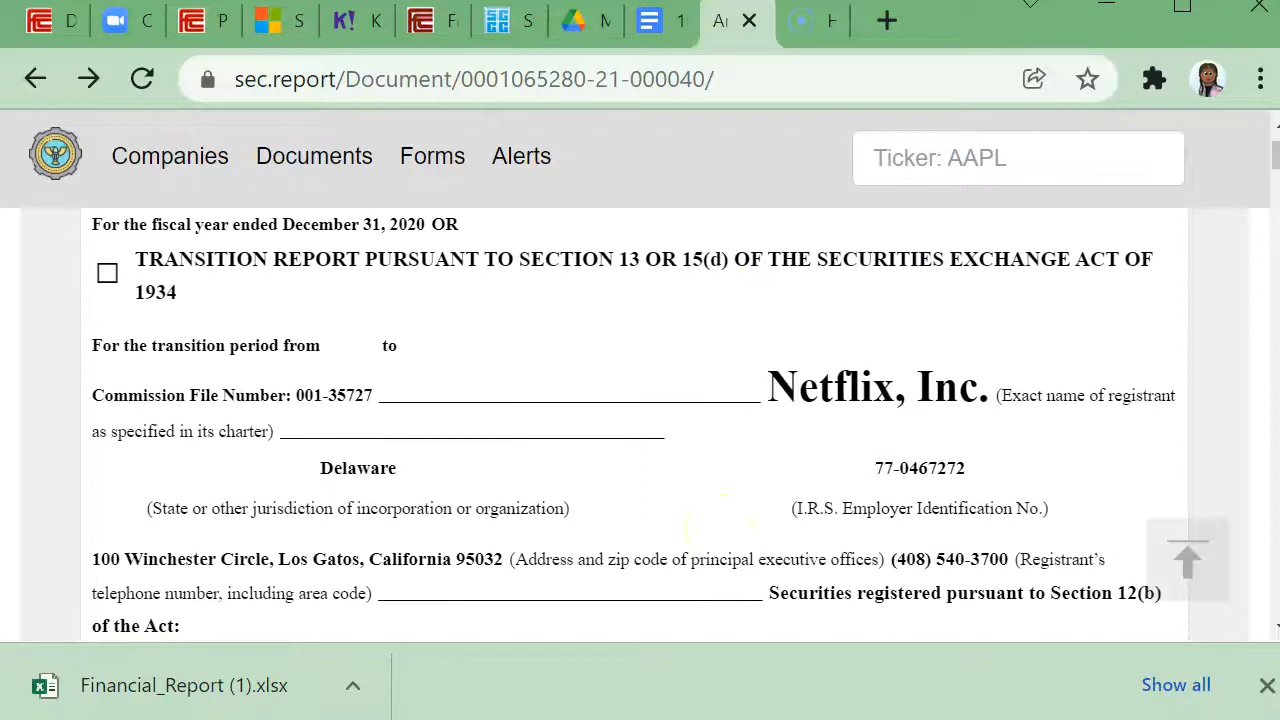 D C P S K F S M 1 A H
sec.report/Document/0001065280-21-000040/
Companies Documents Forms Alerts Ticker: AAPL
For the fiscal year ended December 31, 2020 OR
☐ TRANSITION REPORT PURSUANT TO SECTION 13 OR 15(d) OF THE SECURITIES EXCHANGE ACT OF
1934
For the transition period from to
Commission File Number: 001-35727 ____ Netflix, Inc. (Exact name of registrant
as specified in its charter) ____
Delaware 77-0467272
(State or other jurisdiction of incorporation or organization) (I.R.S. Employer Identification No.)
100 Winchester Circle, Los Gatos, California 95032 (Address and zip code of principal executive offices) (408) 540-3700 (Registrant's
telephone number, including area code) ____ Securities registered pursuant to Section 12(b)
of the Act:
Financial_Report (1).xlsx Show all